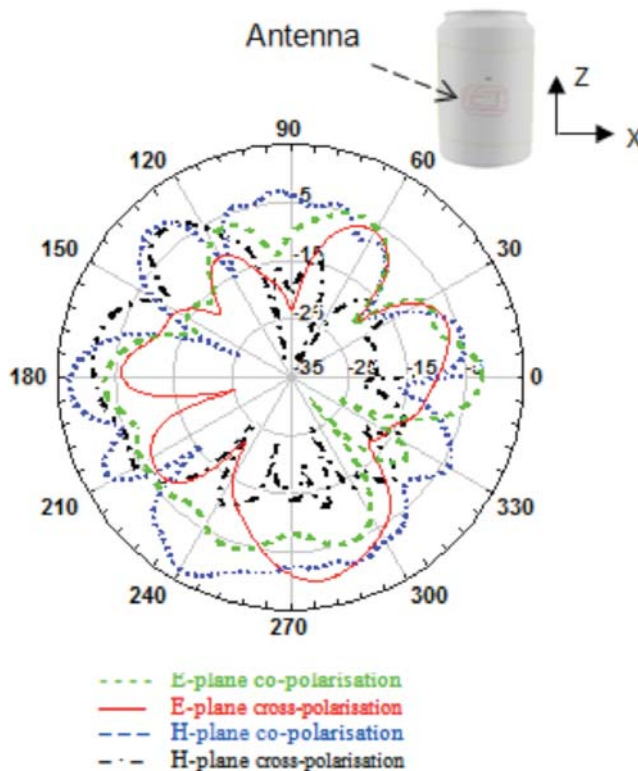 Antenna
Z
X
90
120
60
-5
150
30
-15
-25
180
-35
-25
-15
-5
0
210
330
240
300
270
E-plane co-polarisation
E-plane cross-polarisation
H-plane co-polarisation
H-plane cross-polarisation